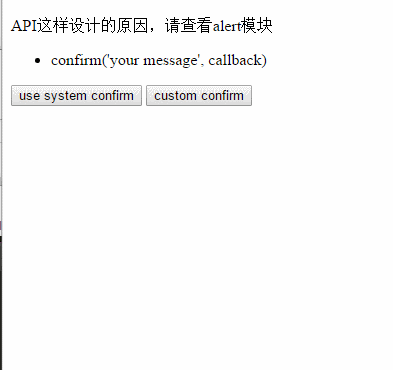 API这样设计的原因，请查看alert模块
confirm('your message', callback)
use system confirm custom confirm